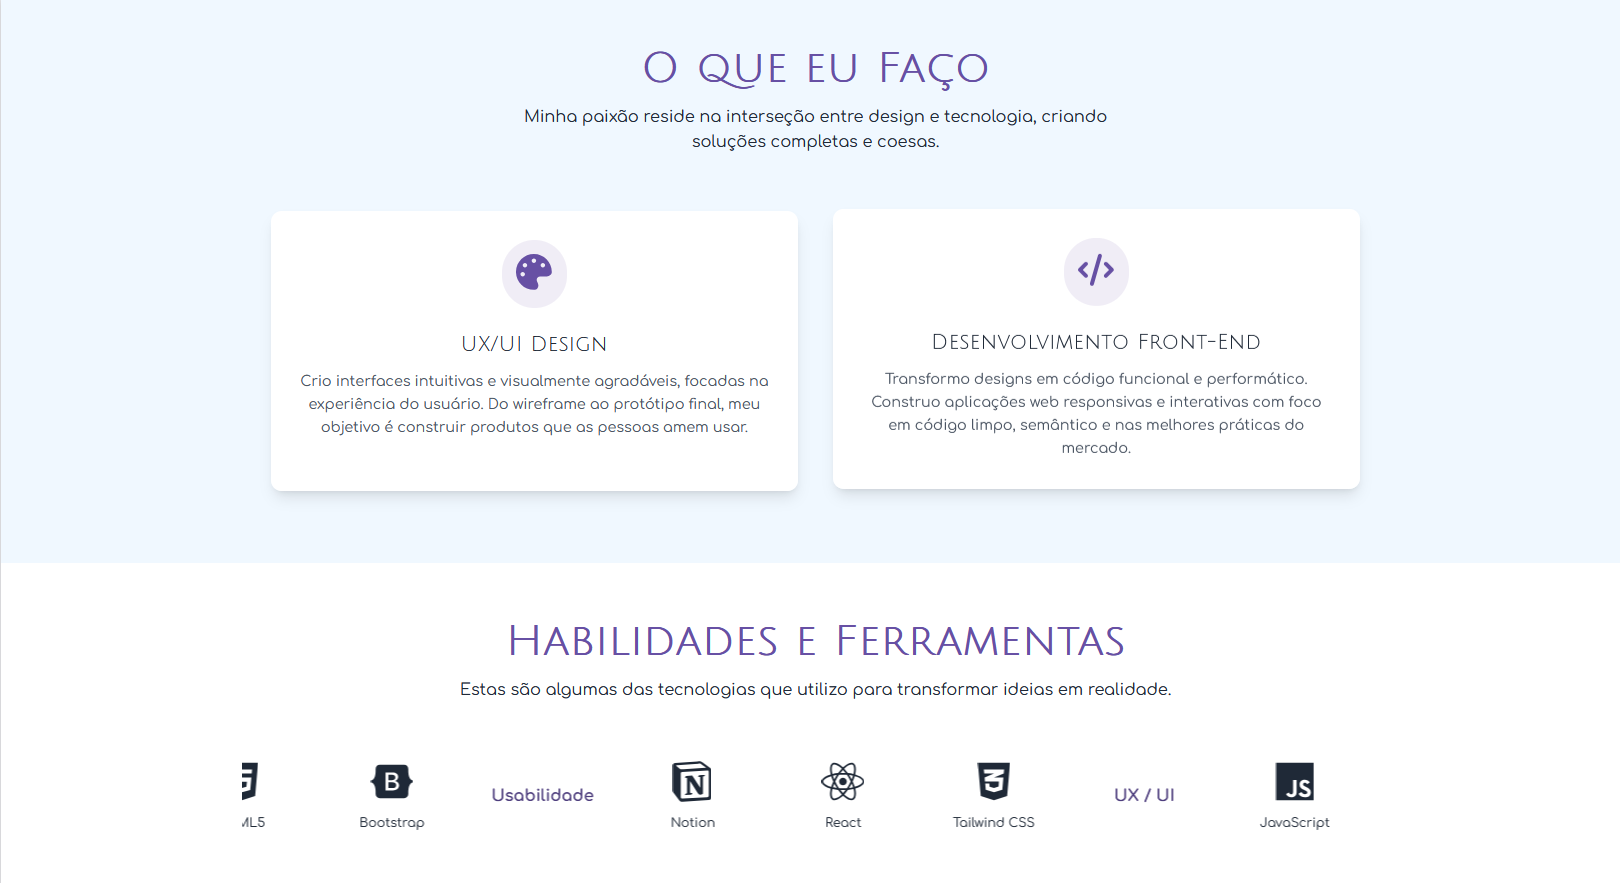 O que eu Faço
Minha paixão reside na interseção entre design e tecnologia, criando
soluções completas e coesas.
UX/UI Design
Crio interfaces intuitivas e visualmente agradáveis, focadas na
experiência do usuário. Do wireframe ao protótipo final, meu
objetivo é construir produtos que as pessoas amem usar.
Desenvolvimento Front-End
Transformo designs em código funcional e performático.
Construo aplicações web responsivas e interativas com foco
em código limpo, semântico e nas melhores práticas do
mercado.
Habilidades e Ferramentas
Estas são algumas das tecnologias que utilizo para transformar ideias em realidade.
ML5
B
Bootstrap
Usabilidade
N
Notion
React
3
Tailwind CSS
UX / UI
JS
JavaScript